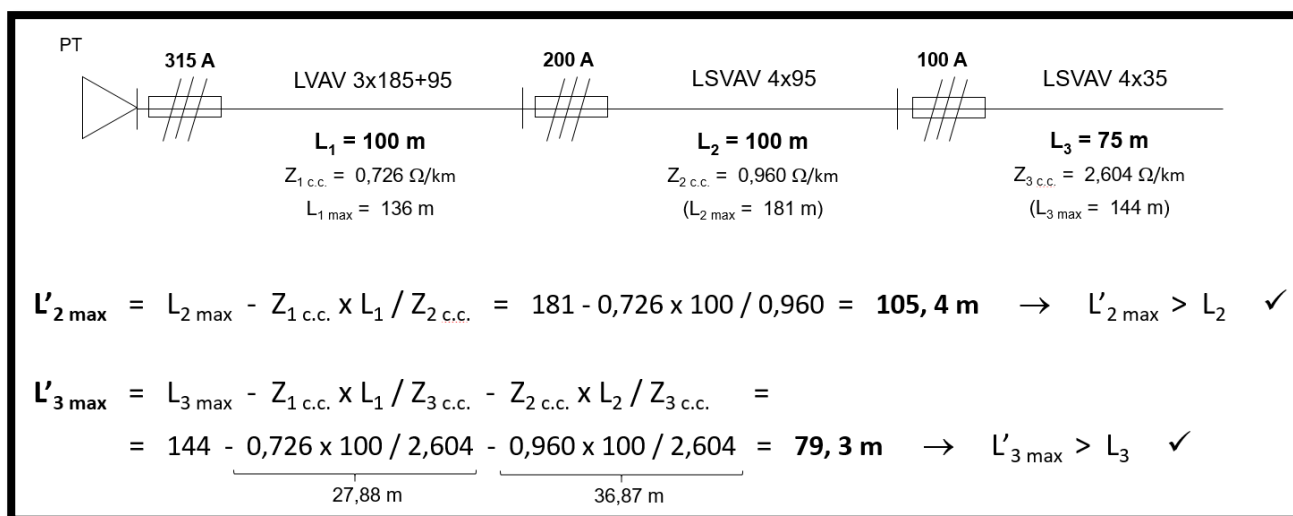 PT
315 A
200 A
100 A
LVAV 3x185+95
LSVAV 4x95
LSVAV 4x35
L1 = 100 m
L2 = 100 m
L3 = 75 m
Z1 c.c. = 0,726 Ω/km
Z2 c.c. = 0,960 Ω/km
Z3 c.c. = 2,604 Ω/km
L1 max = 136 m
(L2 max = 181 m)
(L3 max = 144 m)
L’2 max = L2 max - Z1 c.c. x L1 / Z2 c.c. = 181 - 0,726 x 100 / 0,960 = 105, 4 m → L’2 max > L2 ✓
L’3 max = L3 max - Z1 c.c. x L1 / Z3 c.c. - Z2 c.c. x L2 / Z3 c.c. =
= 144 - 0,726 x 100 / 2,604 - 0,960 x 100 / 2,604 = 79, 3 m → L’3 max > L3 ✓
27,88 m
36,87 m